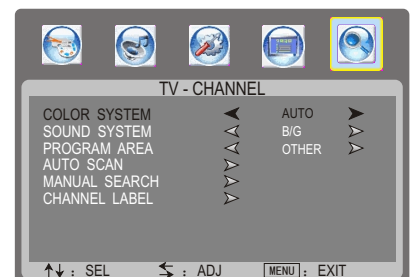 TV - CHANNEL
COLOR SYSTEM AUTO
SOUND SYSTEM B/G
PROGRAM AREA OTHER
AUTO SCAN
MANUAL SEARCH
CHANNEL LABEL
: SEL : ADJ MENU : EXIT